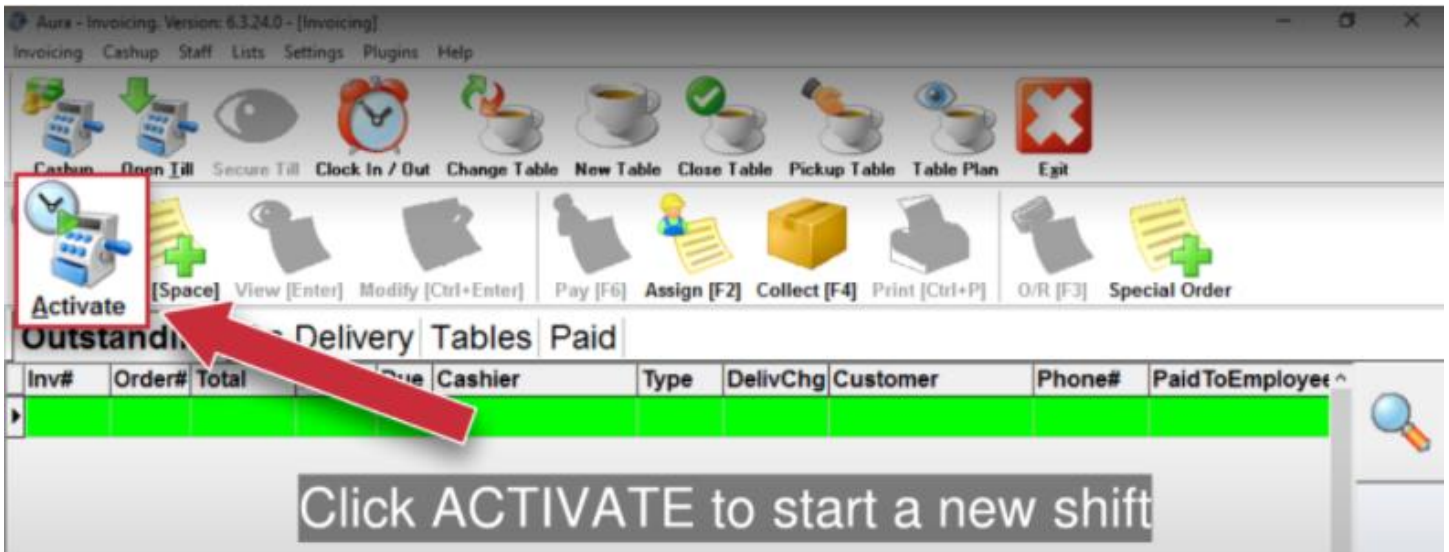 Aura - Invoicing. Version: 6.3.24.0 - [Invoicing]
Invoicing Cashup Staff Lists Settings Plugins Help
Cashup Open Till Secure Till Clock In / Out Change Table New Table Close Table Pickup Table Table Plan Exit
Activate [Space] View [Enter] Modify [Ctrl+Enter] Pay [F6] Assign [F2] Collect [F4] Print [Ctrl+P] O/R [F3] Special Order
Delivery Tables Paid
Inv# Order# Total Due Cashier Type DelivChg Customer Phone# PaidToEmployee
Click ACTIVATE to start a new shift